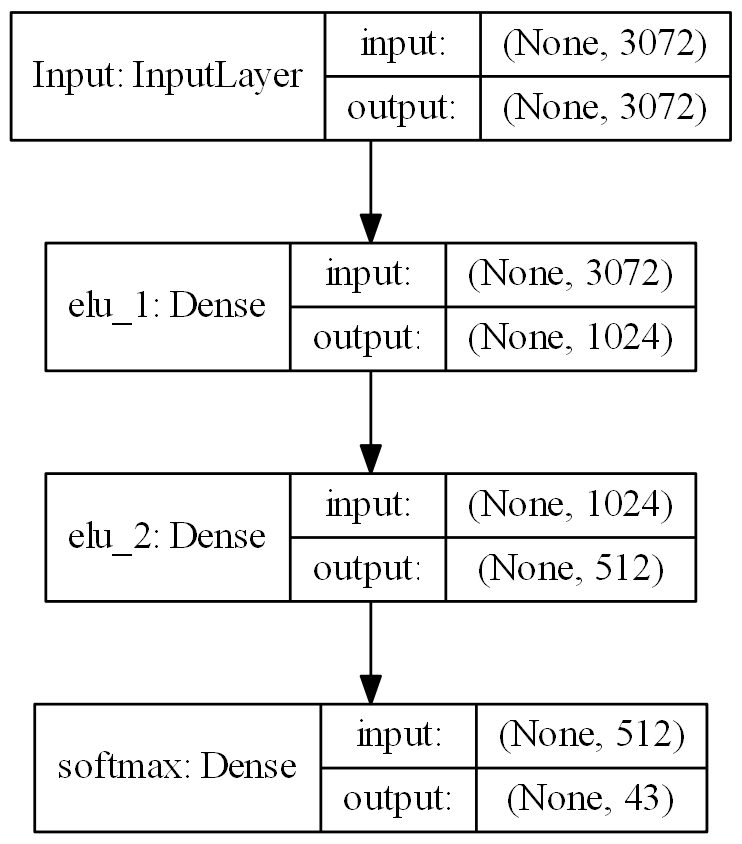 Input: InputLayer
input: (None, 3072)
output: (None, 3072)
elu_1: Dense
input: (None, 3072)
output: (None, 1024)
elu_2: Dense
input: (None, 1024)
output: (None, 512)
softmax: Dense
input: (None, 512)
output: (None, 43)